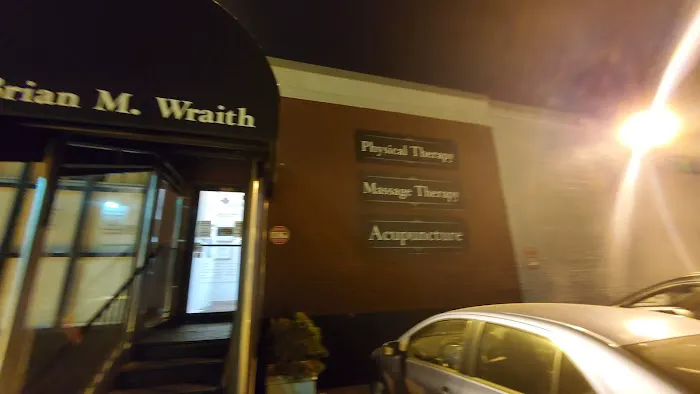 Brian M. Wraith
Physical Therapy
Massage Therapy
Acupuncture